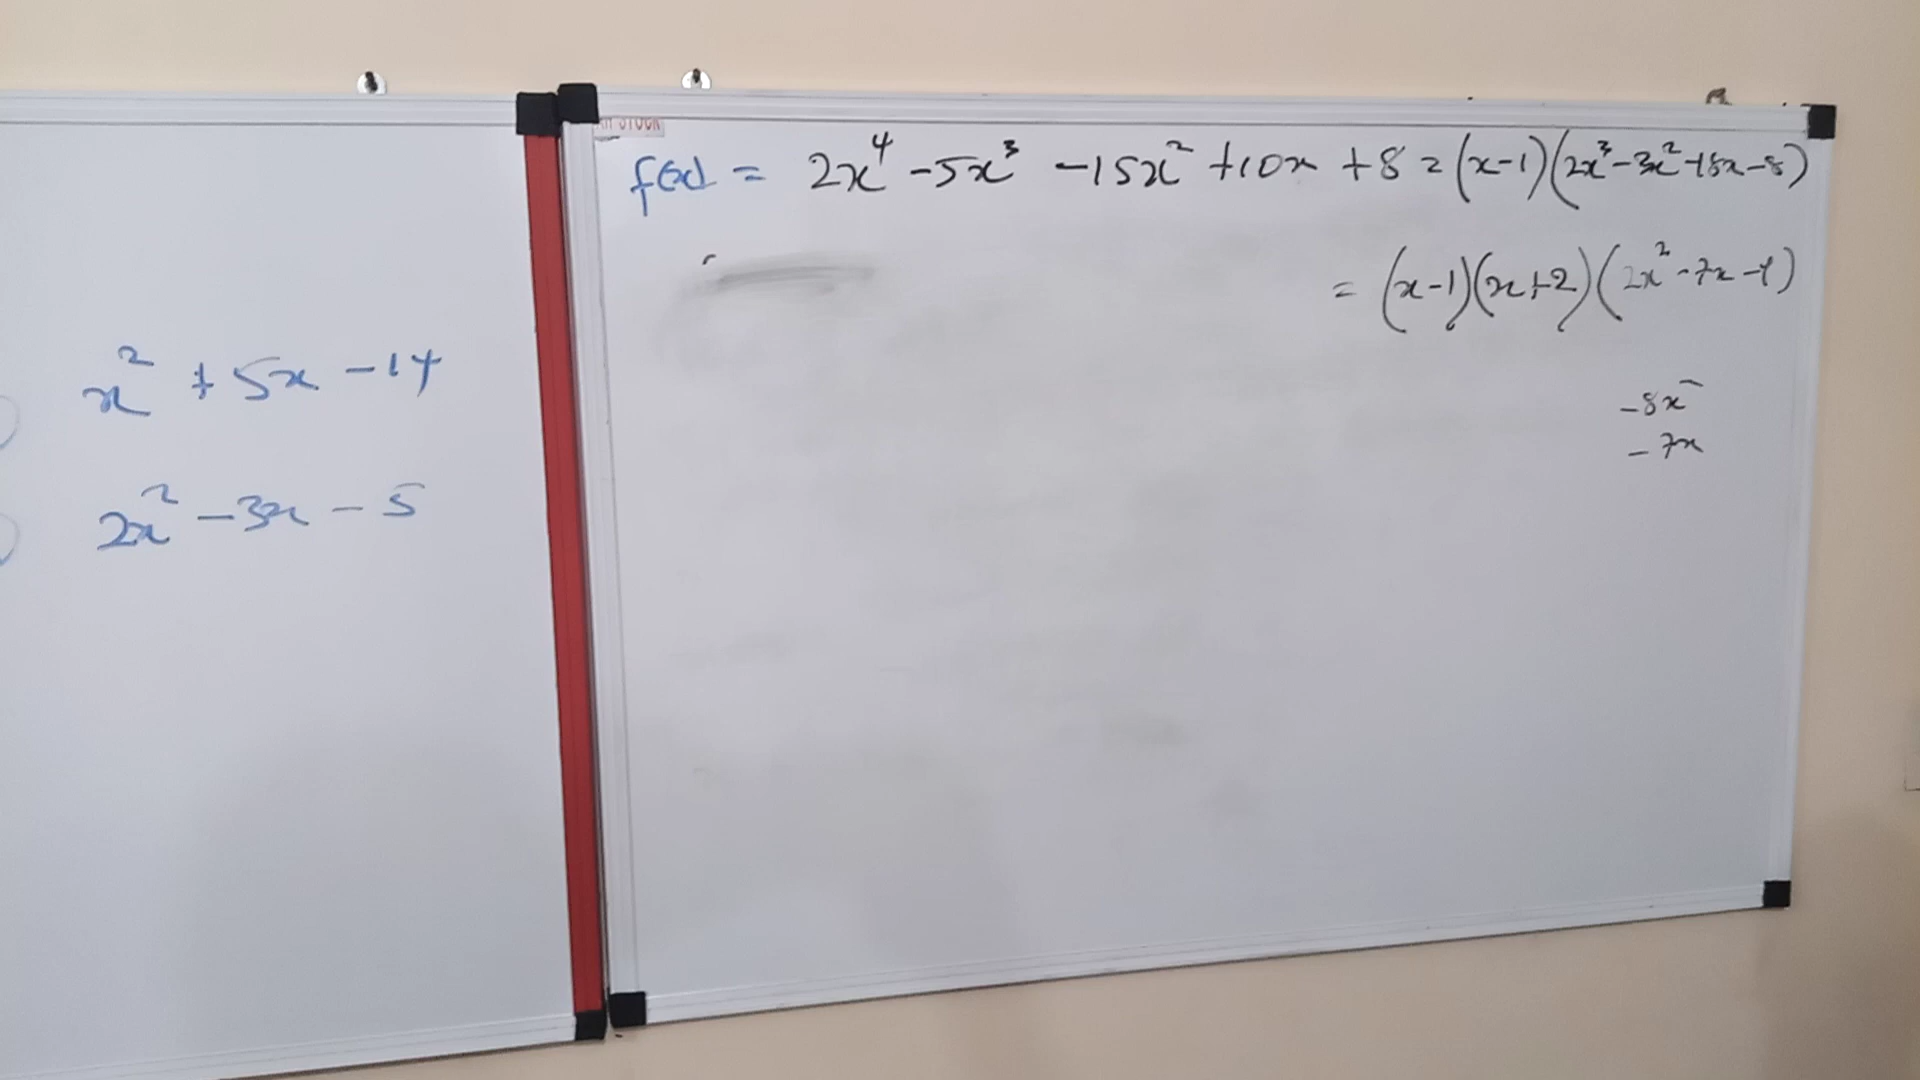 x² + 5x - 14
2x² - 3x - 5
STOCK
f(x) = 2x⁴ - 5x³ - 15x² + 10x + 8 = (x-1)(2x³ - 3x² - 18x - 8)
= (x-1)(x+2)(2x² - 7x - 4)
-8x
-7x